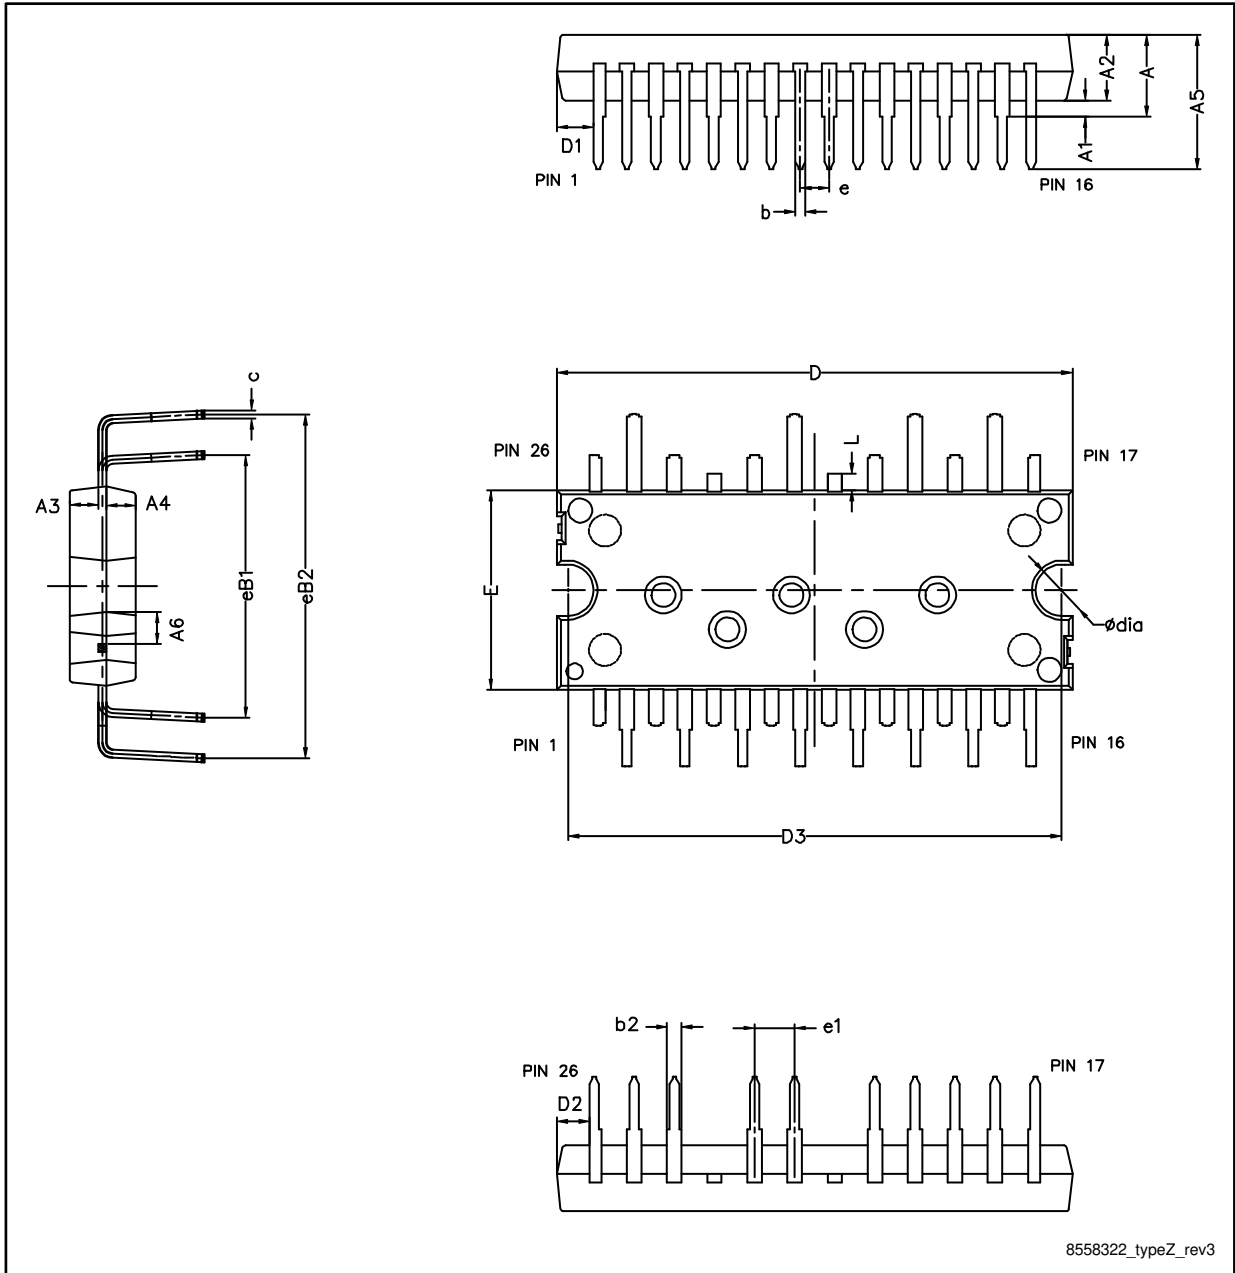 A2
A
A5
D1
A1
PIN 1
PIN 16
e
b
c
D
PIN 26
L
PIN 17
A3
A4
eB1
eB2
E
A6
ødia
PIN 1
PIN 16
D3
b2
e1
PIN 26
PIN 17
D2
8558322_typeZ_rev3